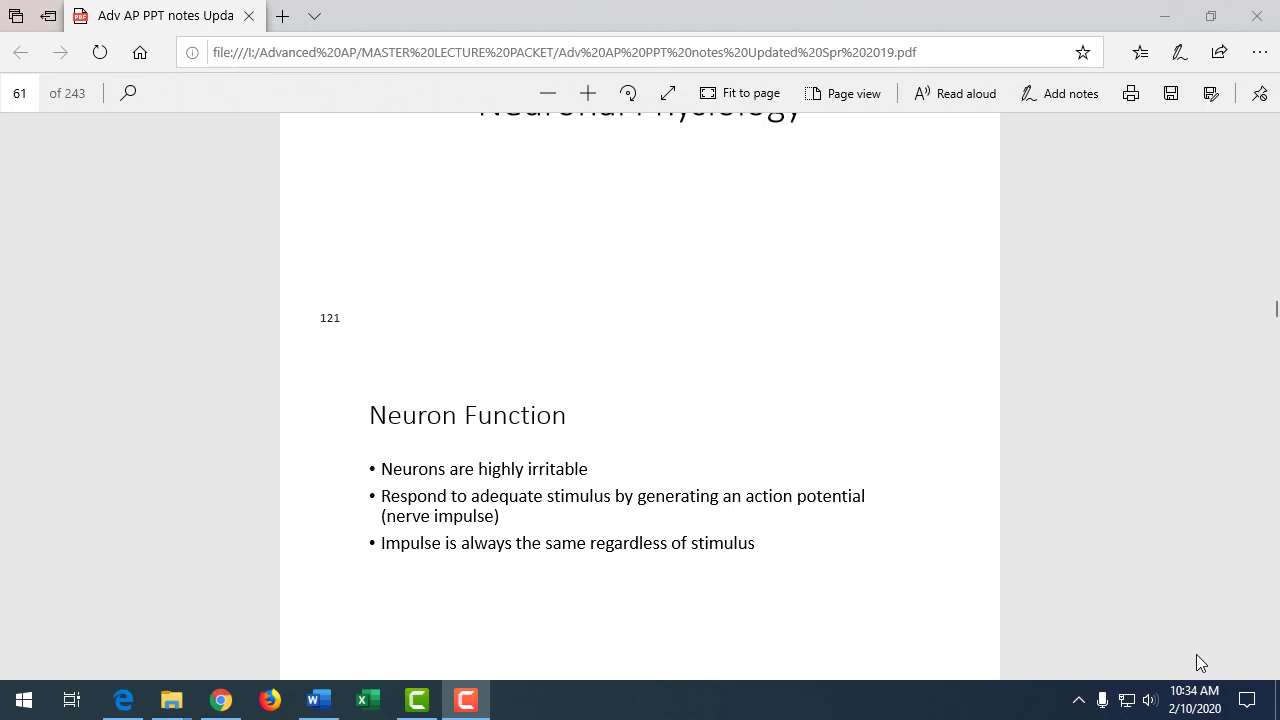 Adv AP PPT notes Upda
file:///I:/Advanced%20AP/MASTER%20LECTURE%20PACKET/Adv%20AP%20PPT%20notes%20Updated%20Spr%202019.pdf
61 of 243 Fit to page Page view Read aloud Add notes
Neuronal Physiology
121
Neuron Function
• Neurons are highly irritable
• Respond to adequate stimulus by generating an action potential
(nerve impulse)
• Impulse is always the same regardless of stimulus
10:34 AM
2/10/2020